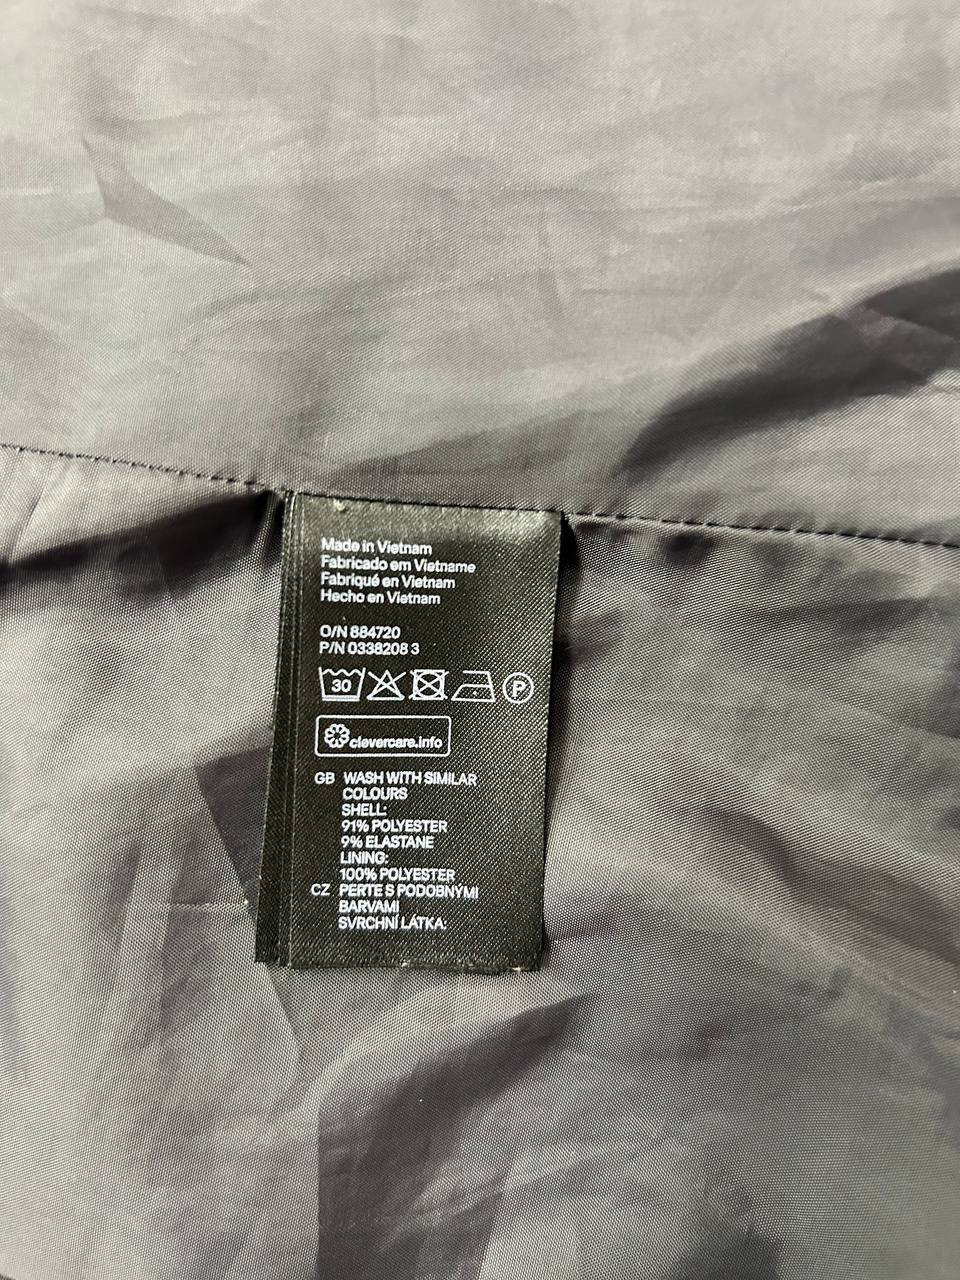 Made in Vietnam
Fabricado em Vietname
Fabriqué en Vietnam
Hecho en Vietnam
O/N 884720
P/N 0338208 3
30 P
clevercare.info
GB WASH WITH SIMILAR
COLOURS
SHELL:
91% POLYESTER
9% ELASTANE
LINING:
100% POLYESTER
CZ PERTE S PODOBNÝMI
BARVAMI
SVRCHNÍ LÁTKA: